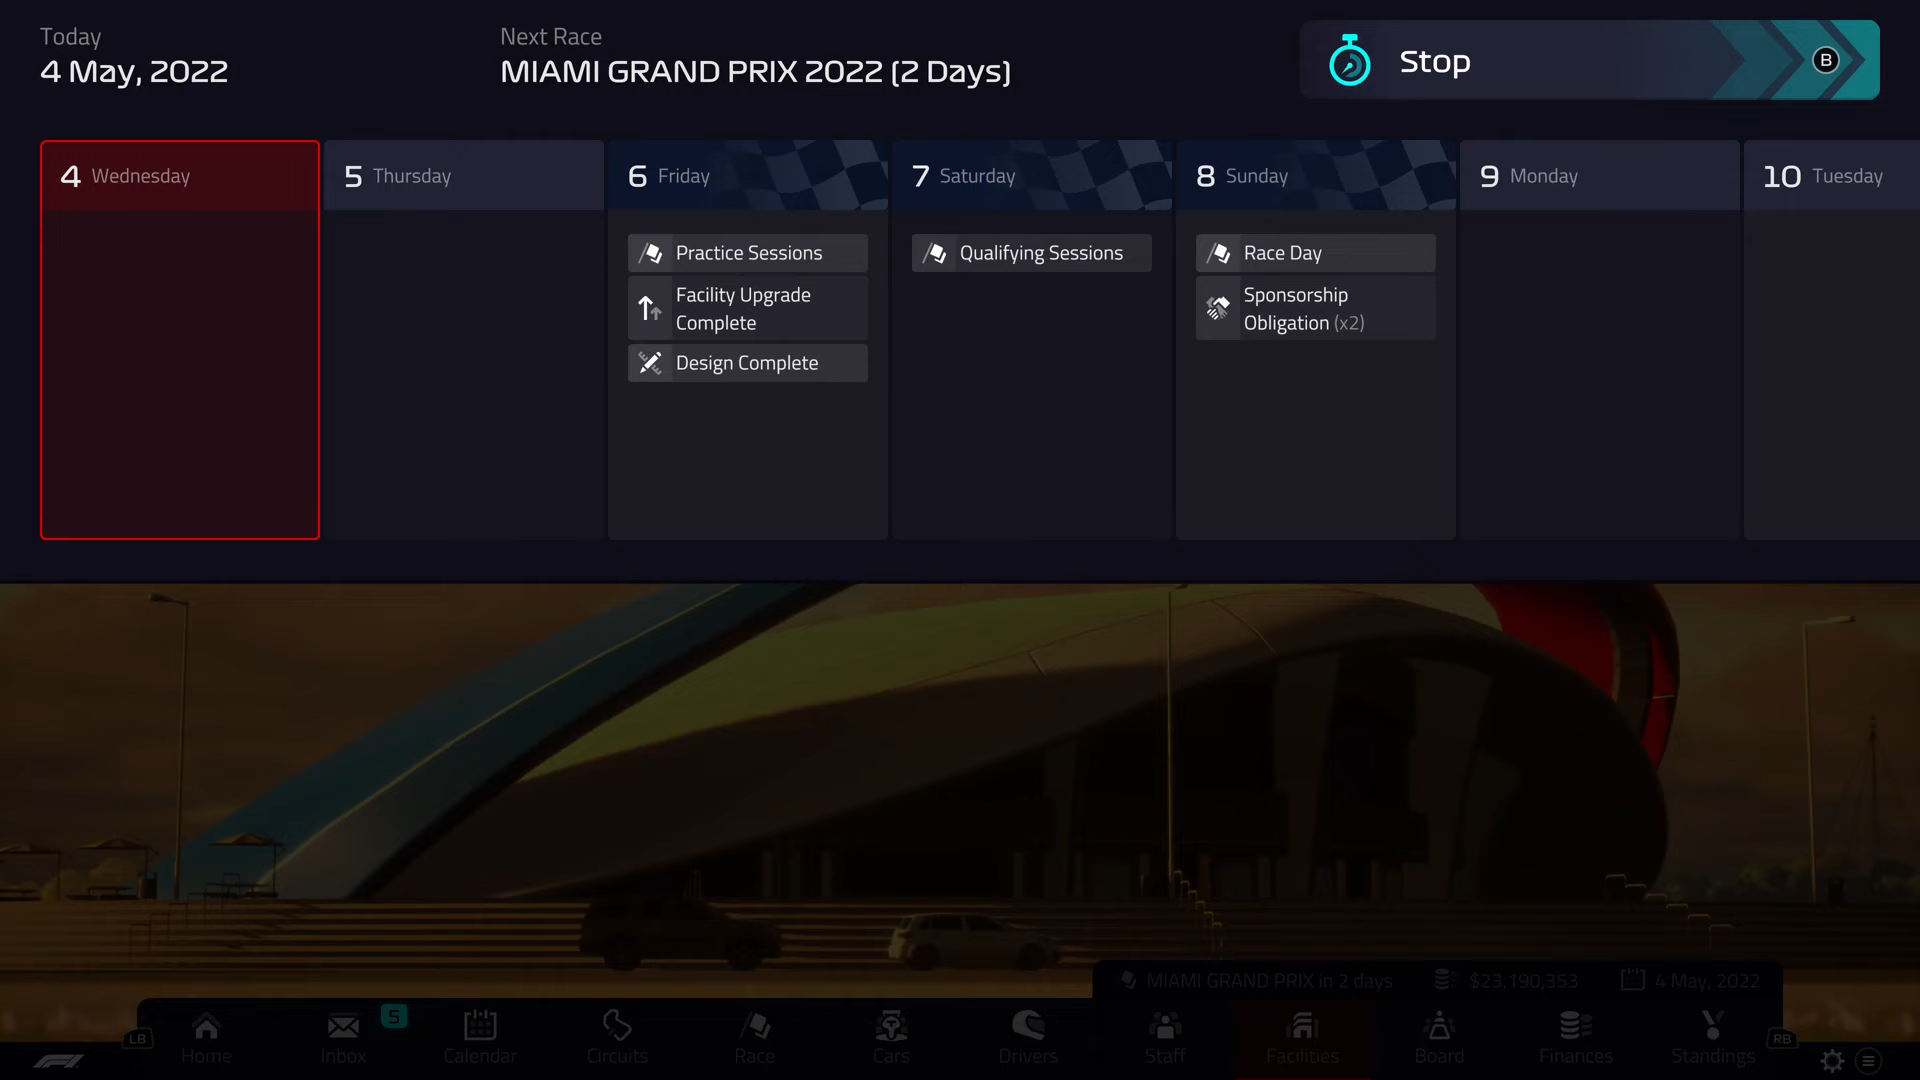 Today
4 May, 2022
Next Race
MIAMI GRAND PRIX 2022 (2 Days)
Stop
B
4 Wednesday
5 Thursday
6 Friday
7 Saturday
8 Sunday
9 Monday
10 Tuesday
Practice Sessions
Facility Upgrade
Complete
Design Complete
Qualifying Sessions
Race Day
Sponsorship
Obligation (x2)
MIAMI GRAND PRIX in 2 days
$23,190,353
4 May, 2022
LB
Home
Inbox
5
Calendar
Circuits
Race
Cars
Drivers
Staff
Facilities
Board
Finances
Standings
RB